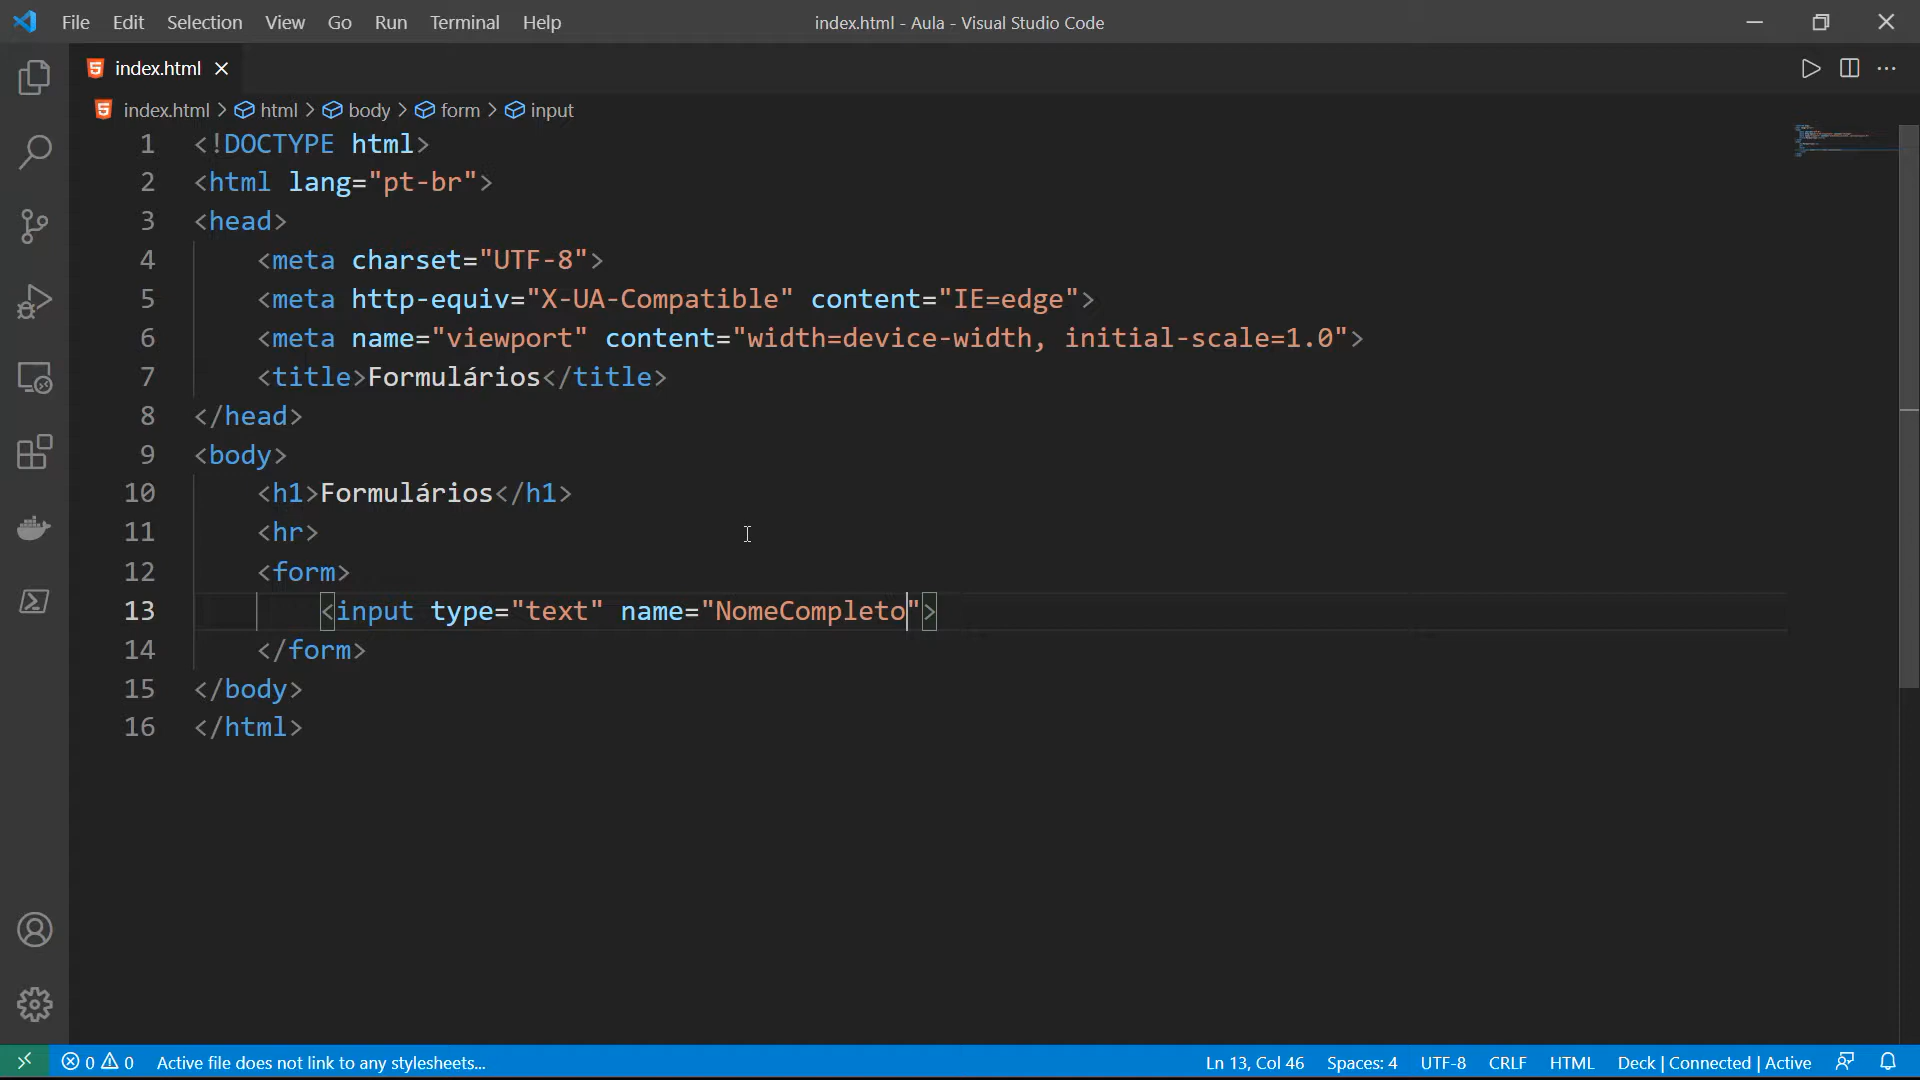 File Edit Selection View Go Run Terminal Help index.html - Aula - Visual Studio Code
index.html
index.html > html > body > form > input
1 <!DOCTYPE html>
2 <html lang="pt-br">
3 <head>
4 <meta charset="UTF-8">
5 <meta http-equiv="X-UA-Compatible" content="IE=edge">
6 <meta name="viewport" content="width=device-width, initial-scale=1.0">
7 <title>Formulários</title>
8 </head>
9 <body>
10 <h1>Formulários</h1>
11 <hr>
12 <form>
13 <input type="text" name="NomeCompleto">
14 </form>
15 </body>
16 </html>
0 0 Active file does not link to any stylesheets... Ln 13, Col 46 Spaces: 4 UTF-8 CRLF HTML Deck | Connected | Active